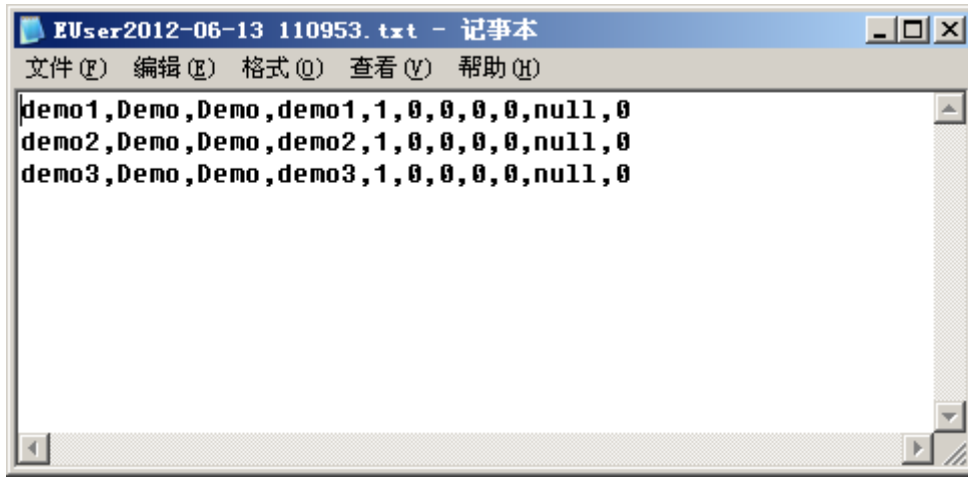 EUser2012-06-13 110953.txt - 记事本
文件(F) 编辑(E) 格式(O) 查看(V) 帮助(H)
demo1,Demo,Demo,demo1,1,0,0,0,0,null,0
demo2,Demo,Demo,demo2,1,0,0,0,0,null,0
demo3,Demo,Demo,demo3,1,0,0,0,0,null,0